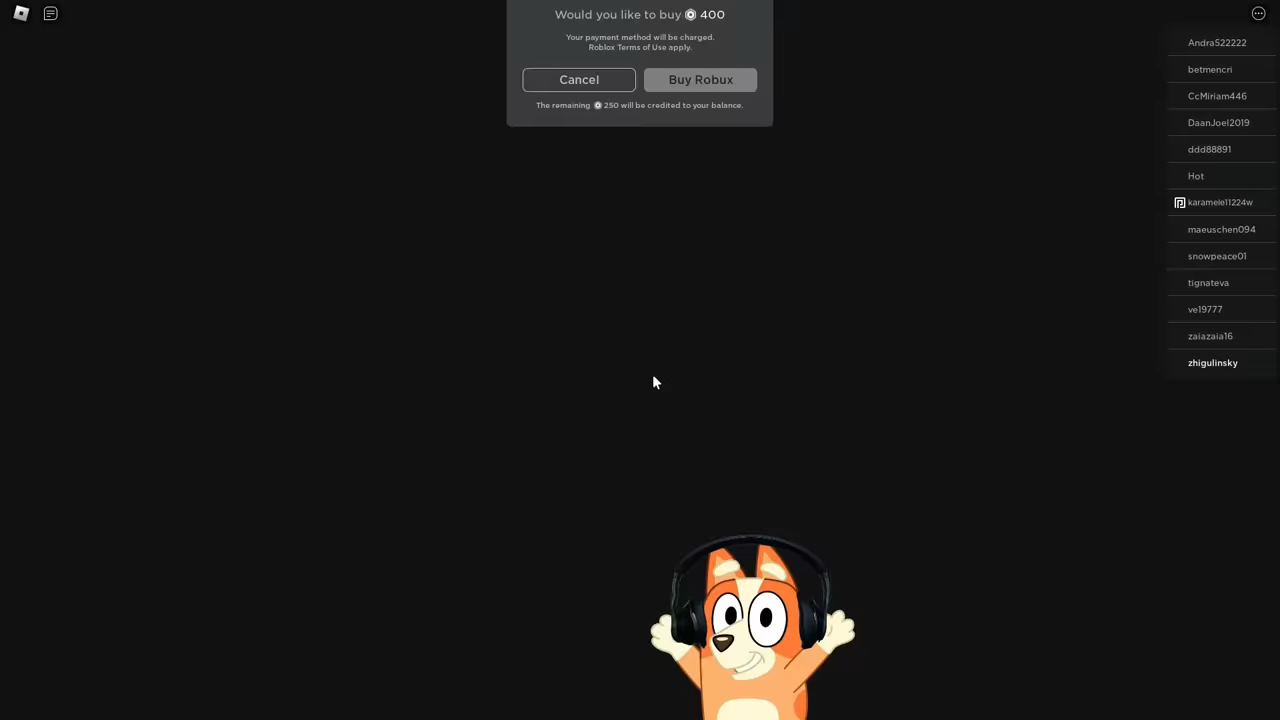 Would you like to buy 400
Your payment method will be charged.
Roblox Terms of Use apply.
Cancel
Buy Robux
The remaining 250 will be credited to your balance.
Andra522222
betmencri
CcMiriam446
DaanJoel2019
ddd88891
Hot
karamele11224w
maeuschen094
snowpeace01
tignateva
ve19777
zaiazaia16
zhigulinsky